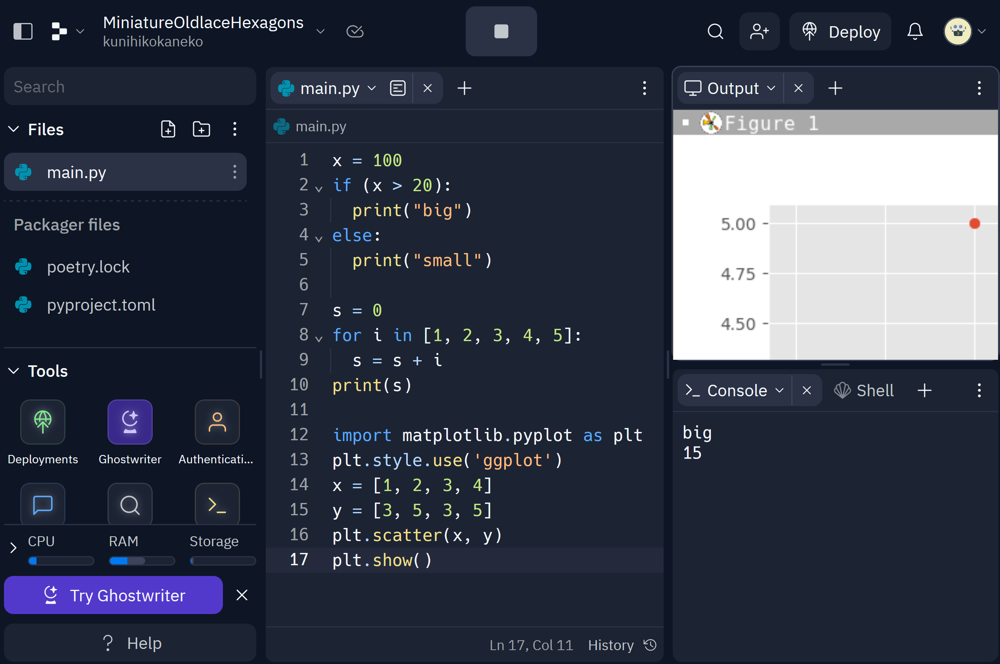 MiniatureOldlaceHexagons
kunihikokaneko
Deploy
Search
Files
main.py
Packager files
poetry.lock
pyproject.toml
Tools
Deployments
Ghostwriter
Authenticati...
CPU
RAM
Storage
Try Ghostwriter
Help
main.py
main.py
1 x = 100
2 if (x > 20):
3 print("big")
4 else:
5 print("small")
6
7 s = 0
8 for i in [1, 2, 3, 4, 5]:
9 s = s + i
10 print(s)
11
12 import matplotlib.pyplot as plt
13 plt.style.use('ggplot')
14 x = [1, 2, 3, 4]
15 y = [3, 5, 3, 5]
16 plt.scatter(x, y)
17 plt.show()
Ln 17, Col 11 History
Output
Figure 1
5.00
4.75
4.50
Console
Shell
big
15